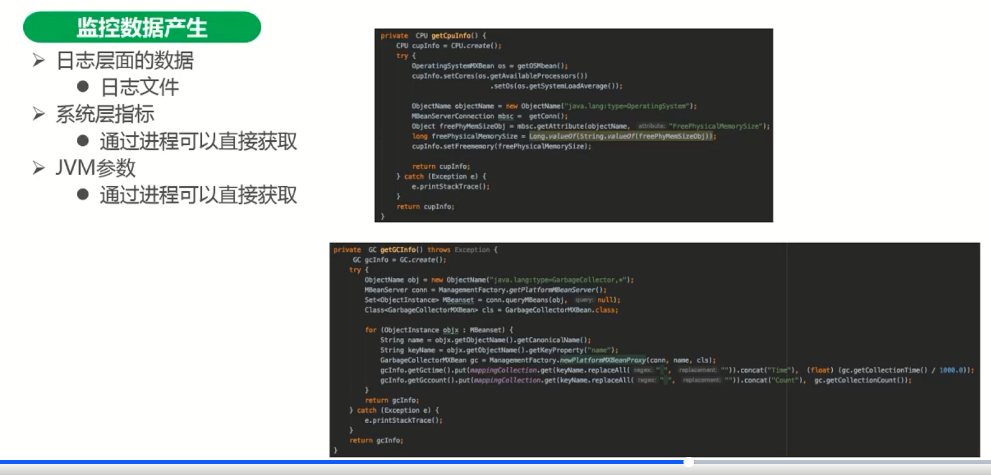 监控数据产生
日志层面的数据
日志文件
系统层指标
通过进程可以直接获取
JVM参数
通过进程可以直接获取
private CPU getCpuInfo() {
CPU cupInfo = CPU.create();
try {
OperatingSystemMXBean os = getOSMbean();
cupInfo.setCores(os.getAvailableProcessors())
.setOs(os.getSystemLoadAverage());
ObjectName objectName = new ObjectName("java.lang:type=OperatingSystem");
MBeanServerConnection mbsc = getConn();
Object freePhyMemSizeObj = mbsc.getAttribute(objectName, attribute: "FreePhysicalMemorySize");
long freePhysicalMemorySize = Long.valueOf(String.valueOf(freePhyMemSizeObj));
cupInfo.setFreememory(freePhysicalMemorySize);
return cupInfo;
} catch (Exception e) {
e.printStackTrace();
}
return cupInfo;
}
private GC getGCInfo() throws Exception {
GC gcInfo = GC.create();
try {
ObjectName obj = new ObjectName("java.lang:type=GarbageCollector,*");
MBeanServer conn = ManagementFactory.getPlatformMBeanServer();
Set<ObjectInstance> MBeanset = conn.queryMBeans(obj, query: null);
Class<GarbageCollectorMXBean> cls = GarbageCollectorMXBean.class;
for (ObjectInstance objx : MBeanset) {
String name = objx.getObjectName().getCanonicalName();
String keyName = objx.getObjectName().getKeyProperty("name");
GarbageCollectorMXBean gc = ManagementFactory.newPlatformMXBeanProxy(conn, name, cls);
gcInfo.getGctime().put(mappingCollection.get(keyName.replaceAll( regex: " ", replacement: "")).concat("Time"), (float) (gc.getCollectionTime() / 1000.0));
gcInfo.getGccount().put(mappingCollection.get(keyName.replaceAll( regex: " ", replacement: "")).concat("Count"), gc.getCollectionCount());
}
return gcInfo;
} catch (Exception e) {
e.printStackTrace();
}
return gcInfo;
}